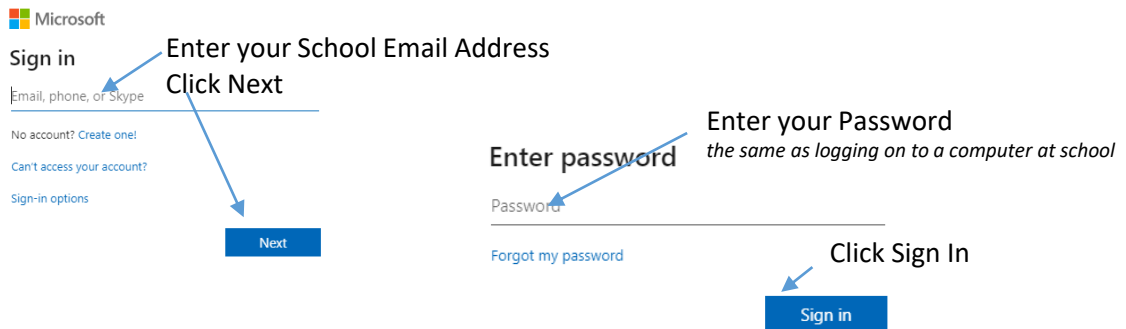 Microsoft
Sign in
Enter your School Email Address
Click Next
Email, phone, or Skype
No account? Create one!
Can't access your account?
Sign-in options
Next
Enter your Password
the same as logging on to a computer at school
Enter password
Password
Forgot my password
Click Sign In
Sign in